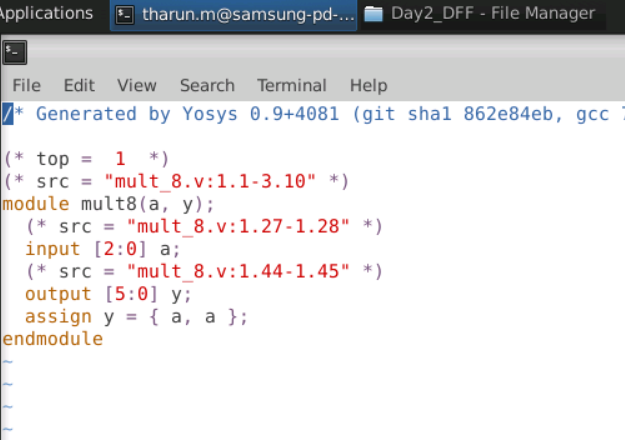 Applications tharun.m@samsung-pd-... Day2_DFF - File Manager
File Edit View Search Terminal Help
/* Generated by Yosys 0.9+4081 (git sha1 862e84eb, gcc 7
(* top =  1  *)
(* src = "mult_8.v:1.1-3.10" *)
module mult8(a, y);
  (* src = "mult_8.v:1.27-1.28" *)
  input [2:0] a;
  (* src = "mult_8.v:1.44-1.45" *)
  output [5:0] y;
  assign y = { a, a };
endmodule
~
~
~
~